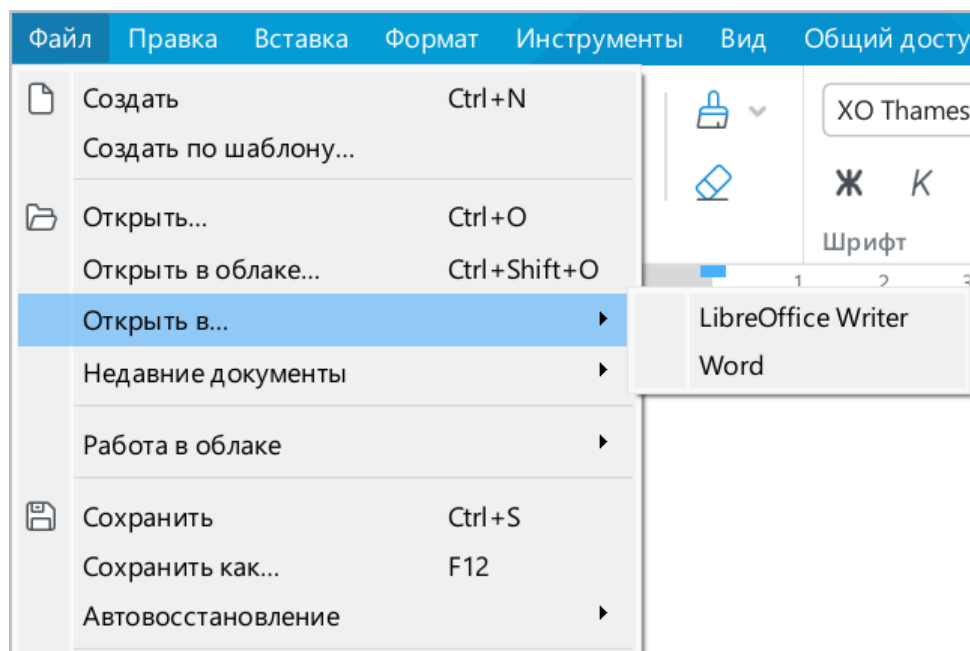 Файл Правка Вставка Формат Инструменты Вид Общий досту
Создать Ctrl+N
XO Thames
Создать по шаблону...
Ж К
Открыть... Ctrl+O
Шрифт
Открыть в облаке... Ctrl+Shift+O
1 2 3
Открыть в... LibreOffice Writer
Word
Недавние документы
Работа в облаке
Сохранить Ctrl+S
Сохранить как... F12
Автовосстановление